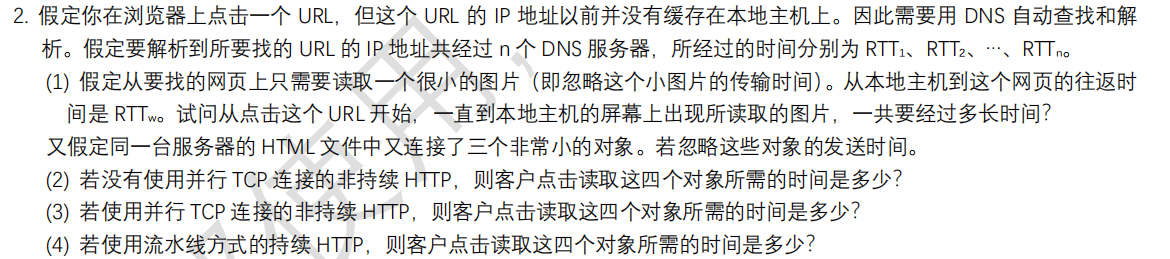 2. 假定你在浏览器上点击一个 URL，但这个 URL 的 IP 地址以前并没有缓存在本地主机上。因此需要用 DNS 自动查找和解
析。假定要解析到所要找的 URL 的 IP 地址共经过 n 个 DNS 服务器，所经过的时间分别为 RTT₁、RTT₂、…、RTTₙ。
(1) 假定从要找的网页上只需要读取一个很小的图片（即忽略这个小图片的传输时间）。从本地主机到这个网页的往返时
间是 RTTw。试问从点击这个 URL 开始，一直到本地主机的屏幕上出现所读取的图片，一共要经过多长时间？
又假定同一台服务器的 HTML 文件中又连接了三个非常小的对象。若忽略这些对象的发送时间。
(2) 若没有使用并行 TCP 连接的非持续 HTTP，则客户点击读取这四个对象所需的时间是多少？
(3) 若使用并行 TCP 连接的非持续 HTTP，则客户点击读取这四个对象所需的时间是多少？
(4) 若使用流水线方式的持续 HTTP，则客户点击读取这四个对象所需的时间是多少？
使用，